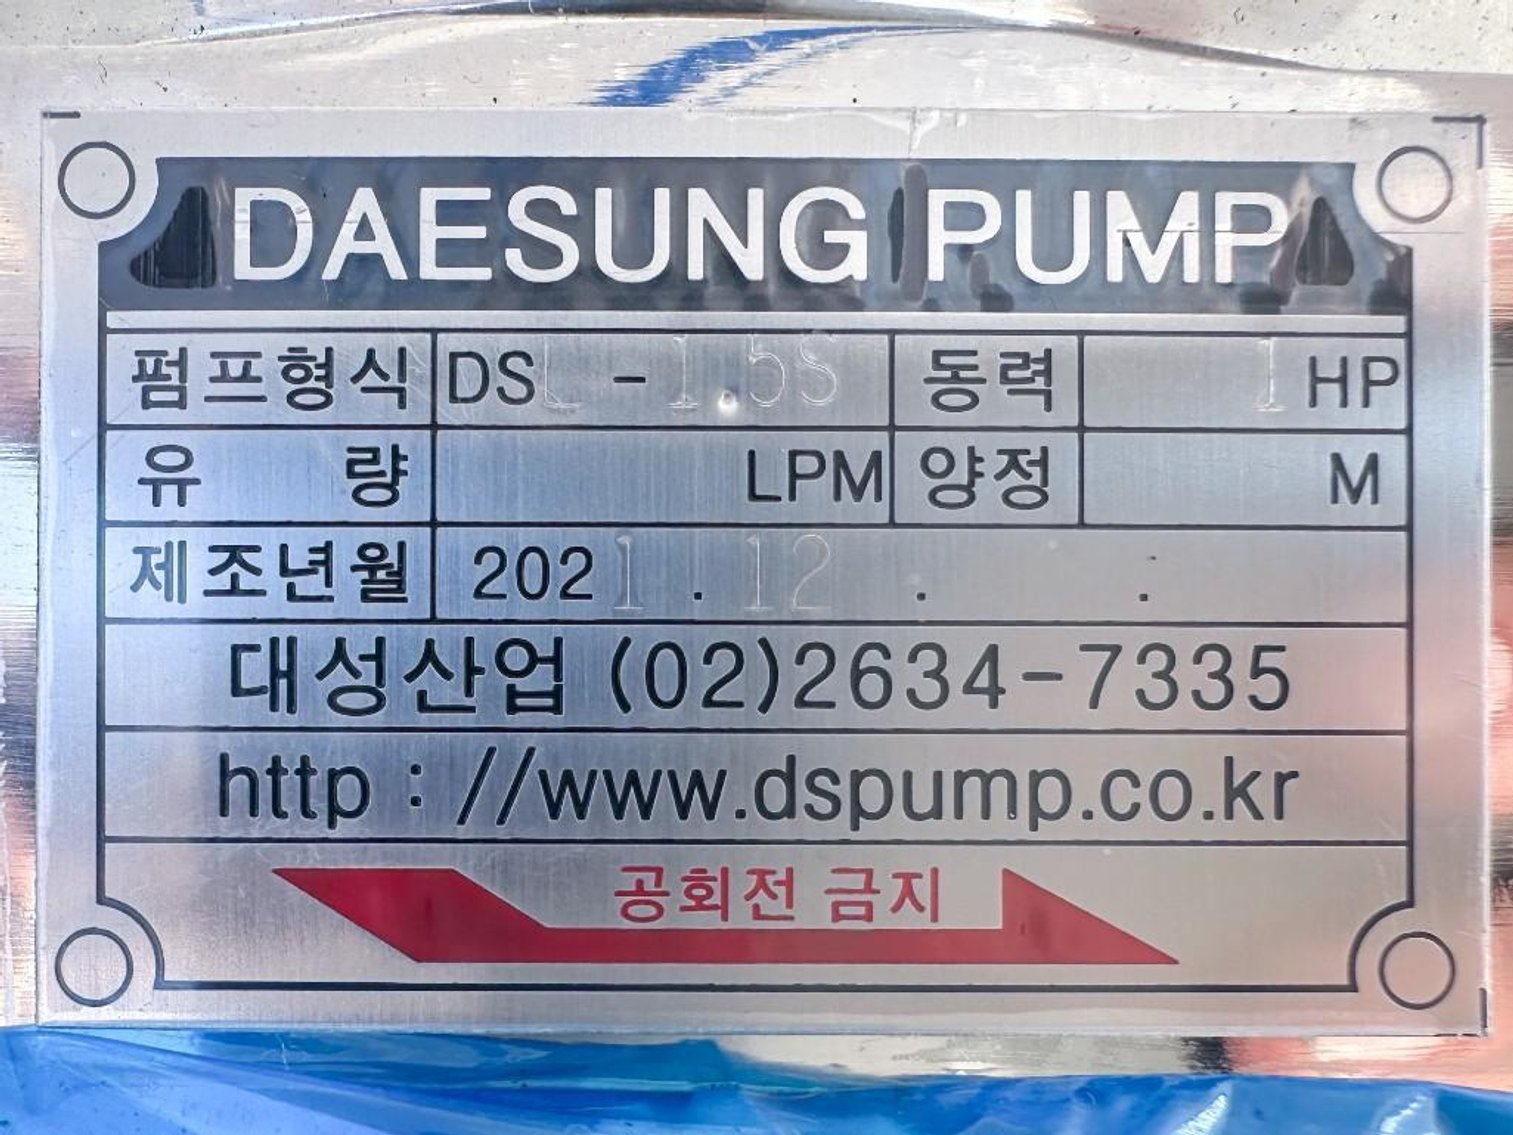 DAESUNG PUMP
펌프형식 DSL-1.5S 동력 1 HP
유 량 LPM 양정 M
제조년월 2021 . 12 . .
대성산업 (02)2634-7335
http : //www.dspump.co.kr
공회전 금지